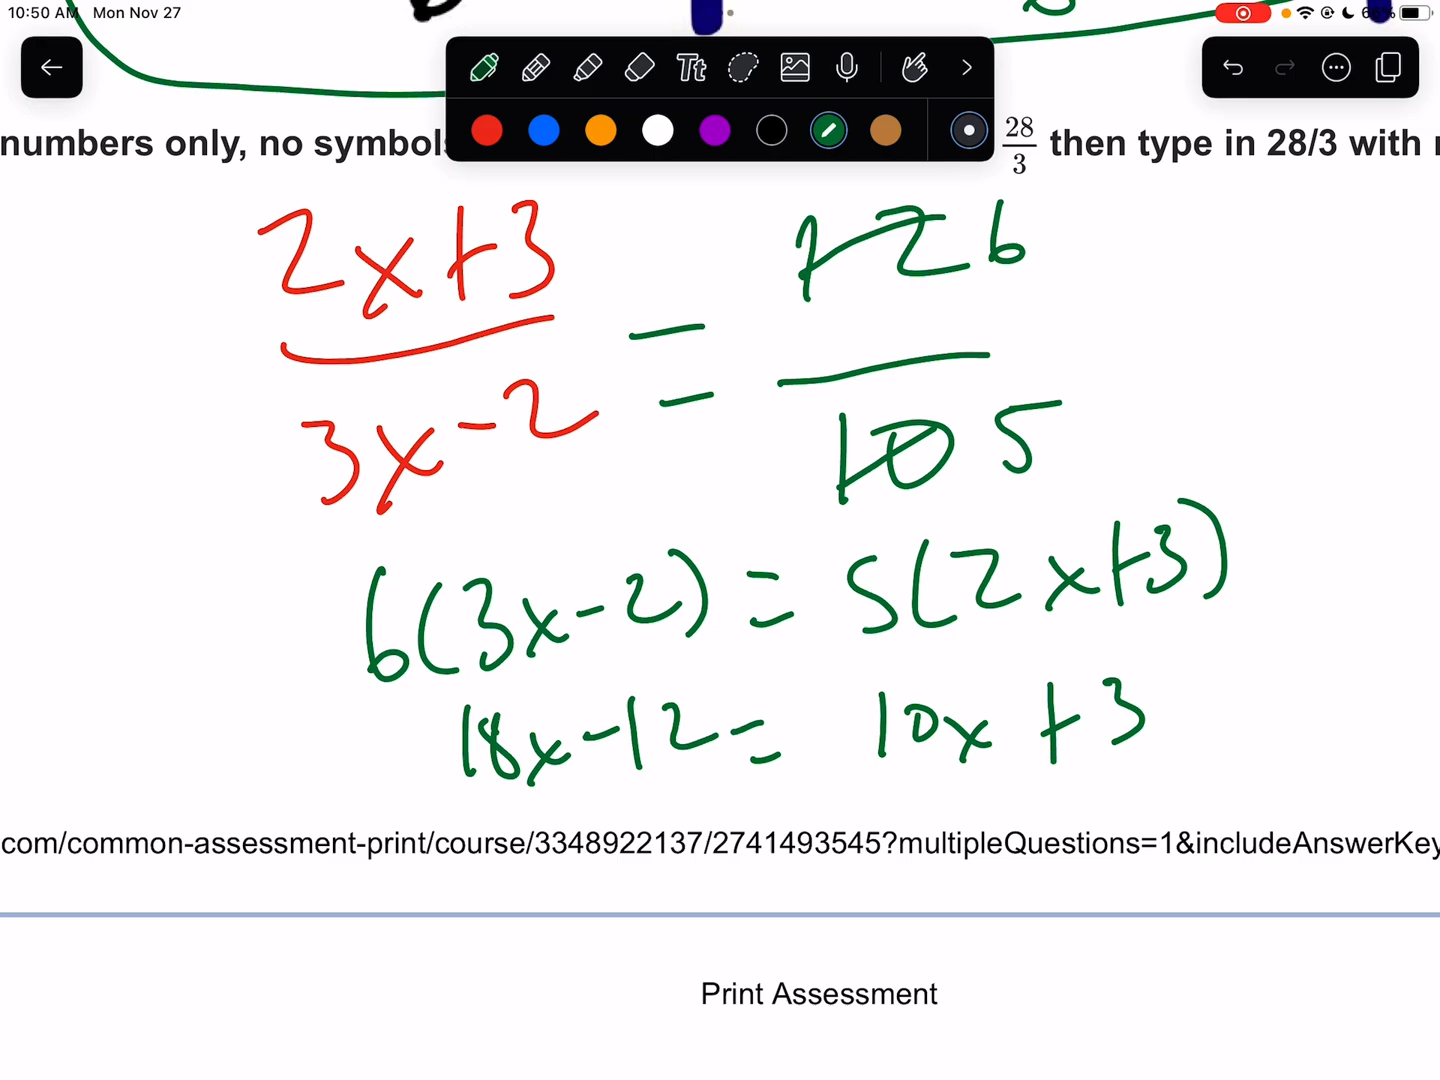 10:50 AM Mon Nov 27
Tt
numbers only, no symbols 28/3 then type in 28/3 with
2x+3 = 12 6
3x-2 10 5
6(3x-2) = 5(2x+3)
18x-12 = 10x + 3
com/common-assessment-print/course/3348922137/2741493545?multipleQuestions=1&includeAnswerKey
Print Assessment